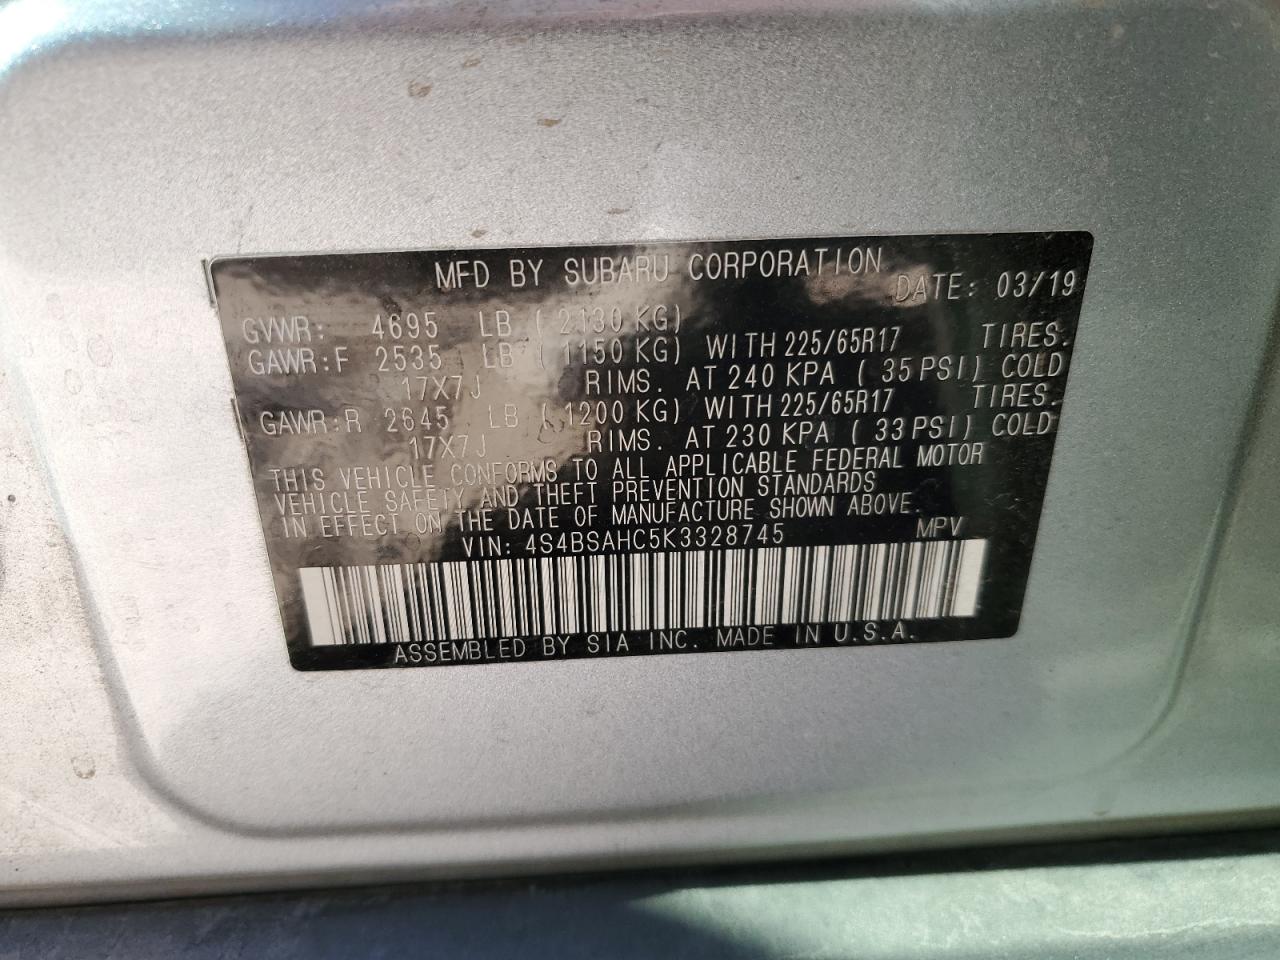 MFD BY SUBARU CORPORATION DATE: 03/19
GVWR: 4695 LB ( 2130 KG)
GAWR:F 2535 LB ( 1150 KG) WITH 225/65R17 TIRES.
17X7J RIMS. AT 240 KPA ( 35 PSI) COLD
GAWR:R 2645 LB ( 1200 KG) WITH 225/65R17 TIRES.
17X7J RIMS. AT 230 KPA ( 33 PSI) COLD
THIS VEHICLE CONFORMS TO ALL APPLICABLE FEDERAL MOTOR
VEHICLE SAFETY AND THEFT PREVENTION STANDARDS
IN EFFECT ON THE DATE OF MANUFACTURE SHOWN ABOVE.
VIN: 4S4BSAHC5K3328745 MPV
ASSEMBLED BY SIA INC. MADE IN U.S.A.